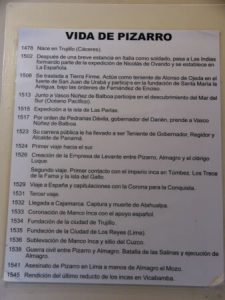 VIDA DE PIZARRO
1478 Nace en Trujillo (Cáceres).
1502 Después de una breve estancia en Italia como soldado, pasa a Las Indias
formando parte de la expedición de Nicolás de Ovando y se establece en
La Española.
1508 Se traslada a Tierra Firme. Actúa como teniente de Alonso de Ojeda en el
fuerte de San Juan de Urabá y participa en la fundación de Santa María la
Antigua, bajo las órdenes de Fernández de Enciso.
1513 Junto a Vasco Núñez de Balboa participa en el descubrimiento del Mar del
Sur (Océano Pacífico).
1515 Expedición a la Isla de las Perlas.
1517 Por orden de Pedrarias Dávila, gobernador del Darién, prende a Vasco
Núñez de Balboa.
1523 Su carrera pública le ha llevado a ser Teniente de Gobernador, Regidor y
Alcalde de Panamá.
1524 Primer viaje hacia el sur.
1526 Creación de la Empresa de Levante entre Pizarro, Almagro y el clérigo
Luque.
Segundo viaje. Primer contacto con el imperio inca en Túmbez. Los Trece
de la Fama y la isla del Gallo.
1529 Viaje a España y capitulaciones con la Corona para la Conquista.
1531 Tercer viaje.
1532 Llegada a Cajamarca. Captura y muerte de Atahualpa.
1533 Coronación de Manco Inca con el apoyo español.
1534 Fundación de la ciudad de Trujillo.
1535 Fundación de la Ciudad de Los Reyes (Lima).
1536 Sublevación de Manco Inca y sitio del Cuzco.
1538 Guerra civil entre Pizarro y Almagro. Batalla de las Salinas y ejecución de
Almagro.
1541 Asesinato de Pizarro en Lima a manos de Almagro el Mozo.
1545 Rendición del último reducto de los incas en Vicabamba.